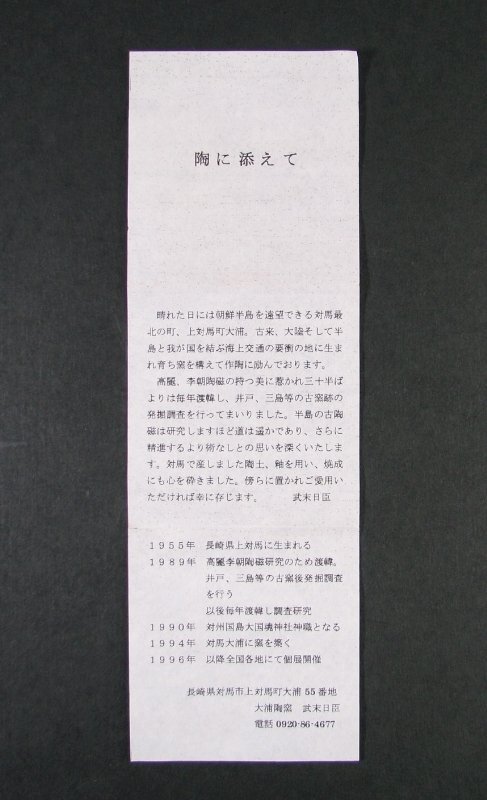 陶に添えて
晴れた日には朝鮮半島を遠望できる対馬最
北の町、上対馬町大浦。古来、大陸そして半
島と我が国を結ぶ海上交通の要衝の地に生ま
れ育ち窯を構えて作陶に励んでおります。
高麗、李朝陶磁の持つ美に惹かれ三十半ば
よりは毎年渡韓し、井戸、三島等の古窯跡の
発掘調査を行ってまいりました。半島の古陶
磁は研究しますほど道は遥かであり、さらに
精進するより術なしとの思いを深くいたしま
す。対馬で産しました陶土、釉を用い、焼成
にも心を砕きました。傍らに置かれご愛用い
ただければ幸に存じます。 武末日臣
1955年 長崎県上対馬に生まれる
1989年 高麗李朝陶磁研究のため渡韓。
井戸、三島等の古窯後発掘調査
を行う
以後毎年渡韓し調査研究
1990年 対州国島大国魂神社神職となる
1994年 対馬大浦に窯を築く
1996年 以降全国各地にて個展開催
長崎県対馬市上対馬町大浦 55 番地
大浦陶窯 武末日臣
電話 0920-86-4677